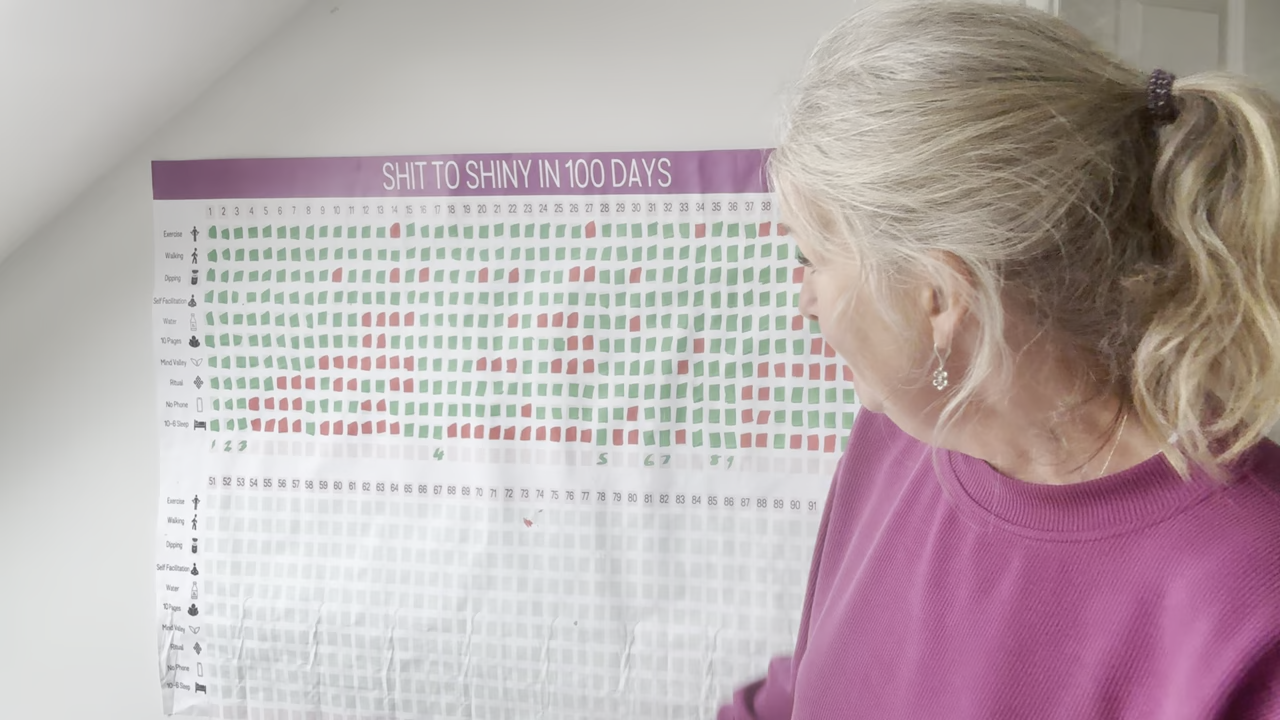 SHIT TO SHINY IN 100 DAYS
1 2 3 4 5 6 7 8 9 10 11 12 13 14 15 16 17 18 19 20 21 22 23 24 25 26 27 28 29 30 31 32 33 34 35 36 37 38
Exercise
Walking
Dipping
Self Facilitation
Water
10 Pages
Mind Valley
Ritual
No Phone
10-6 Sleep
1 2 3 4 5 6 7 8 9
51 52 53 54 55 56 57 58 59 60 61 62 63 64 65 66 67 68 69 70 71 72 73 74 75 76 77 78 79 80 81 82 83 84 85 86 87 88 89 90 91
Exercise
Walking
Dipping
Self Facilitation
Water
10 Pages
Mind Valley
Ritual
No Phone
10-6 Sleep